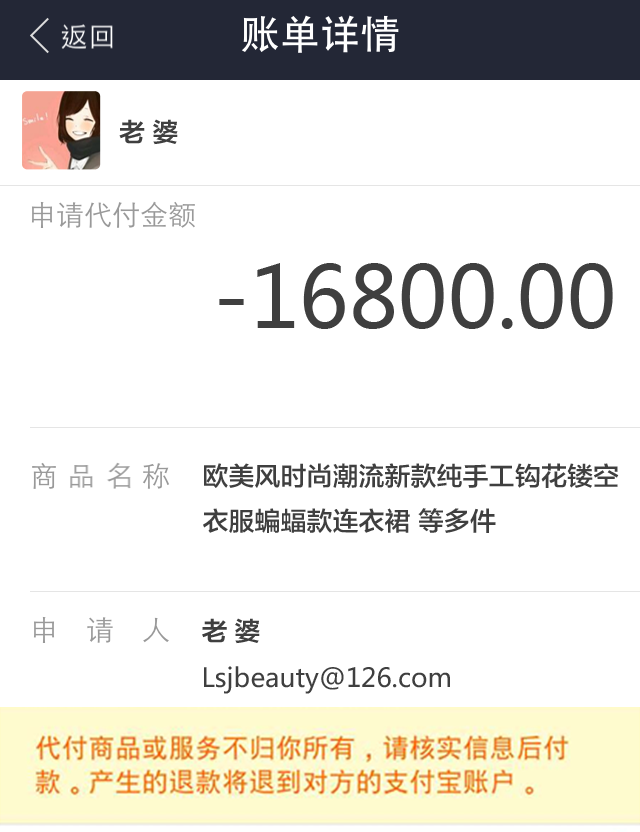 返回
账单详情
Smile!
老婆
申请代付金额
-16800.00
商品名称
欧美风时尚潮流新款纯手工钩花镂空
衣服蝙蝠款连衣裙 等多件
申请人
老婆
Lsjbeauty@126.com
代付商品或服务不归你所有，请核实信息后付
款。产生的退款将退到对方的支付宝账户。